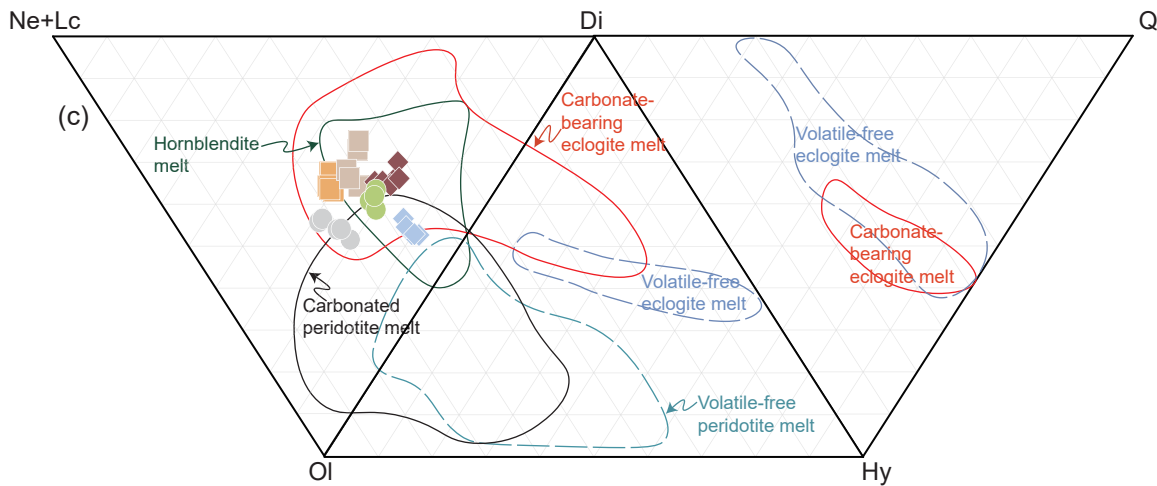 Ne+Lc
Di
Q
(c)
Carbonate-
bearing
eclogite melt
Hornblendite
melt
Volatile-free
eclogite melt
Carbonate-
bearing
eclogite melt
Volatile-free
eclogite melt
Carbonated
peridotite melt
Volatile-free
peridotite melt
Ol
Hy